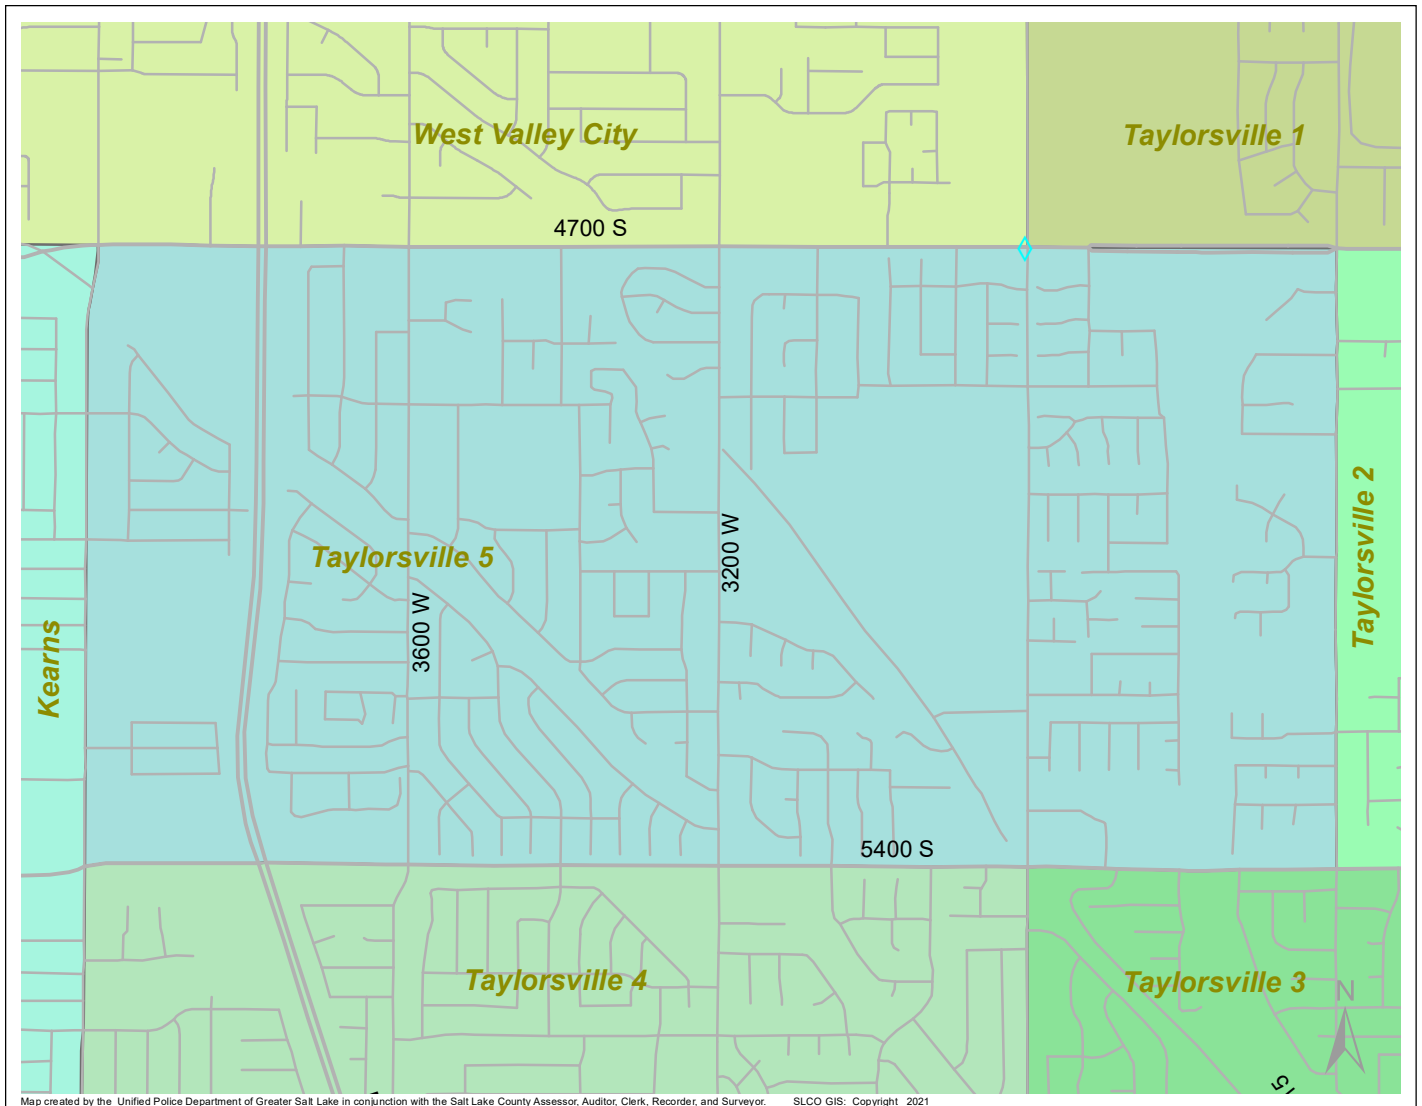 West Valley City
Taylorsville 1
4700 S
Taylorsville 2
3200 W
Taylorsville 5
3600 W
Kearns
5400 S
Taylorsville 4
Taylorsville 3
N
Map created by the Unified Police Department of Greater Salt Lake in conjunction with the Salt Lake County Assessor, Auditor, Clerk, Recorder, and Surveyor. SLCO GIS: Copyright 2021